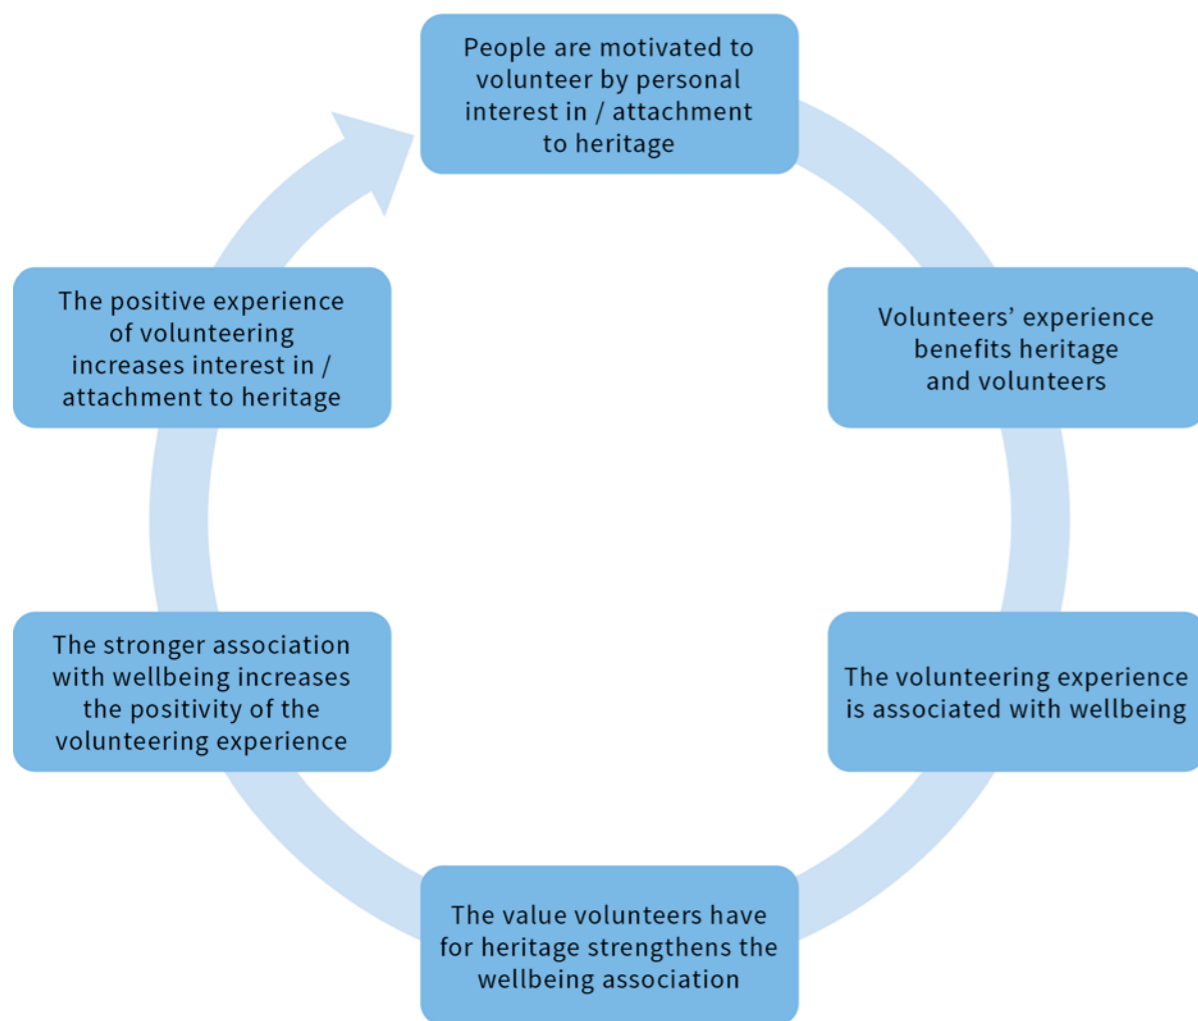 People are motivated to
volunteer by personal
interest in / attachment
to heritage
Volunteers’ experience
benefits heritage
and volunteers
The volunteering experience
is associated with wellbeing
The value volunteers have
for heritage strengthens the
wellbeing association
The stronger association
with wellbeing increases
the positivity of the
volunteering experience
The positive experience
of volunteering
increases interest in /
attachment to heritage